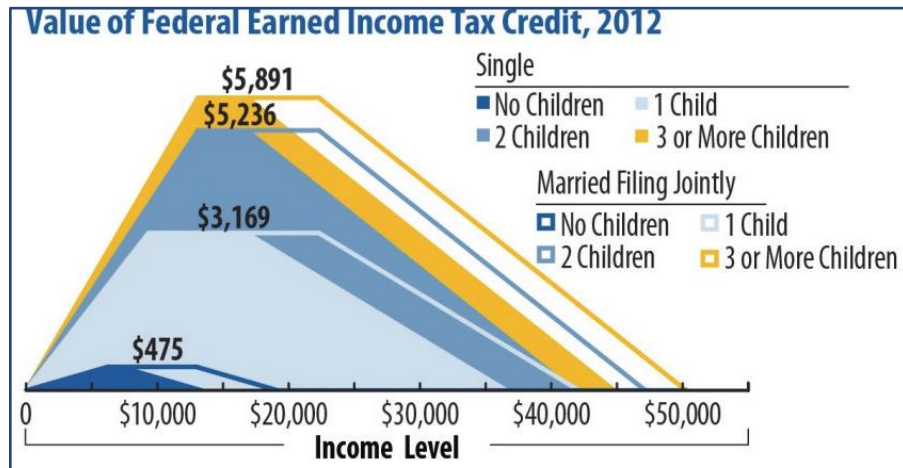 Value of Federal Earned Income Tax Credit, 2012
Single
No Children 1 Child
2 Children 3 or More Children
Married Filing Jointly
No Children 1 Child
2 Children 3 or More Children
$5,891
$5,236
$3,169
$475
0 $10,000 $20,000 $30,000 $40,000 $50,000
Income Level